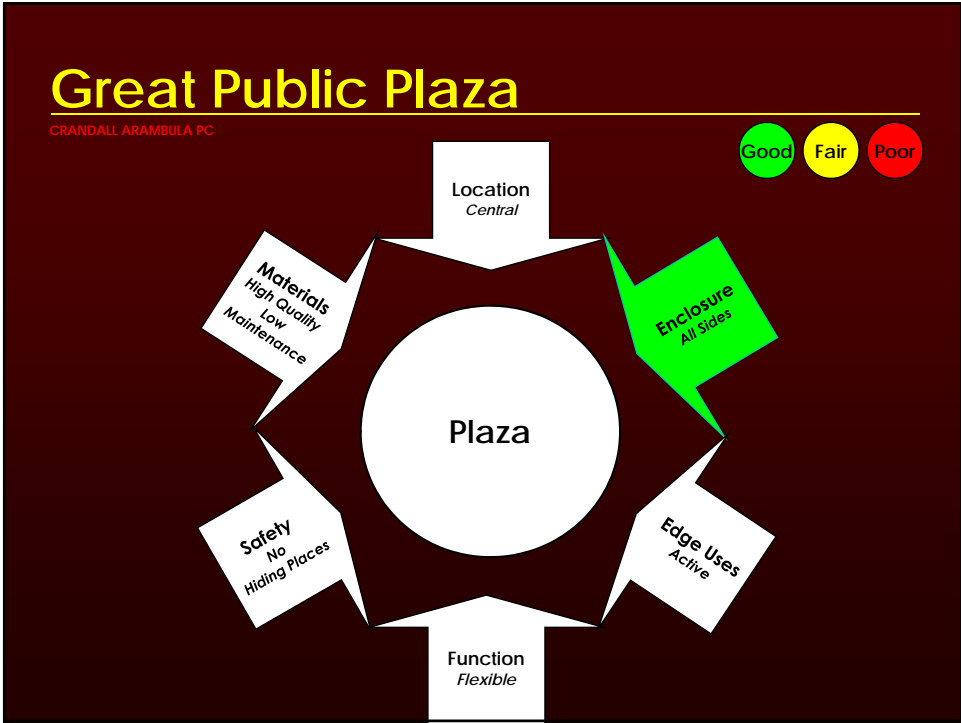 Great Public Plaza
CRANDALL ARAMBULA PC
Good Fair Poor
Location
Central
Materials
High Quality
Low
Maintenance
Enclosure
All Sides
Plaza
Safety
No
Hiding Places
Edge Uses
Active
Function
Flexible